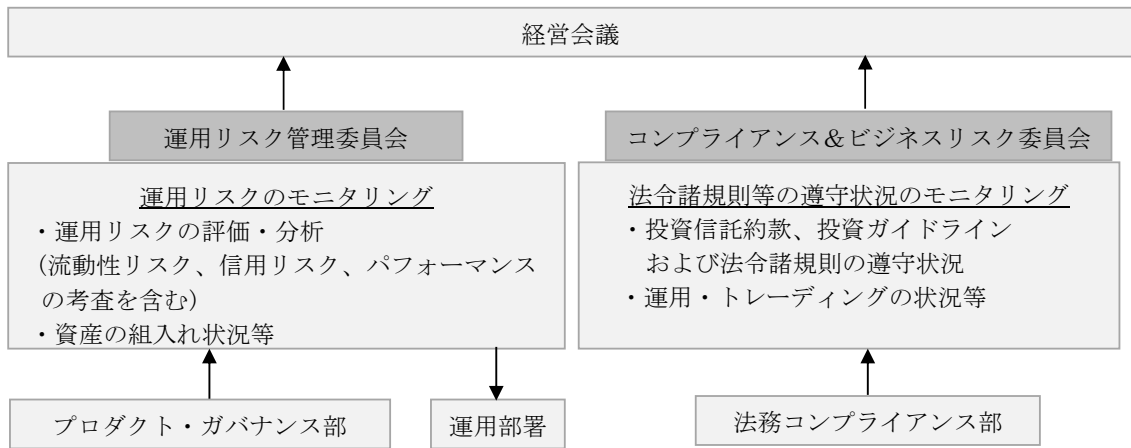 経営会議
運用リスク管理委員会
運用リスクのモニタリング
・運用リスクの評価・分析
(流動性リスク、信用リスク、パフォーマンス
の考査を含む)
・資産の組入れ状況等
コンプライアンス＆ビジネスリスク委員会
法令諸規則等の遵守状況のモニタリング
・投資信託約款、投資ガイドライン
および法令諸規則の遵守状況
・運用・トレーディングの状況等
プロダクト・ガバナンス部
運用部署
法務コンプライアンス部